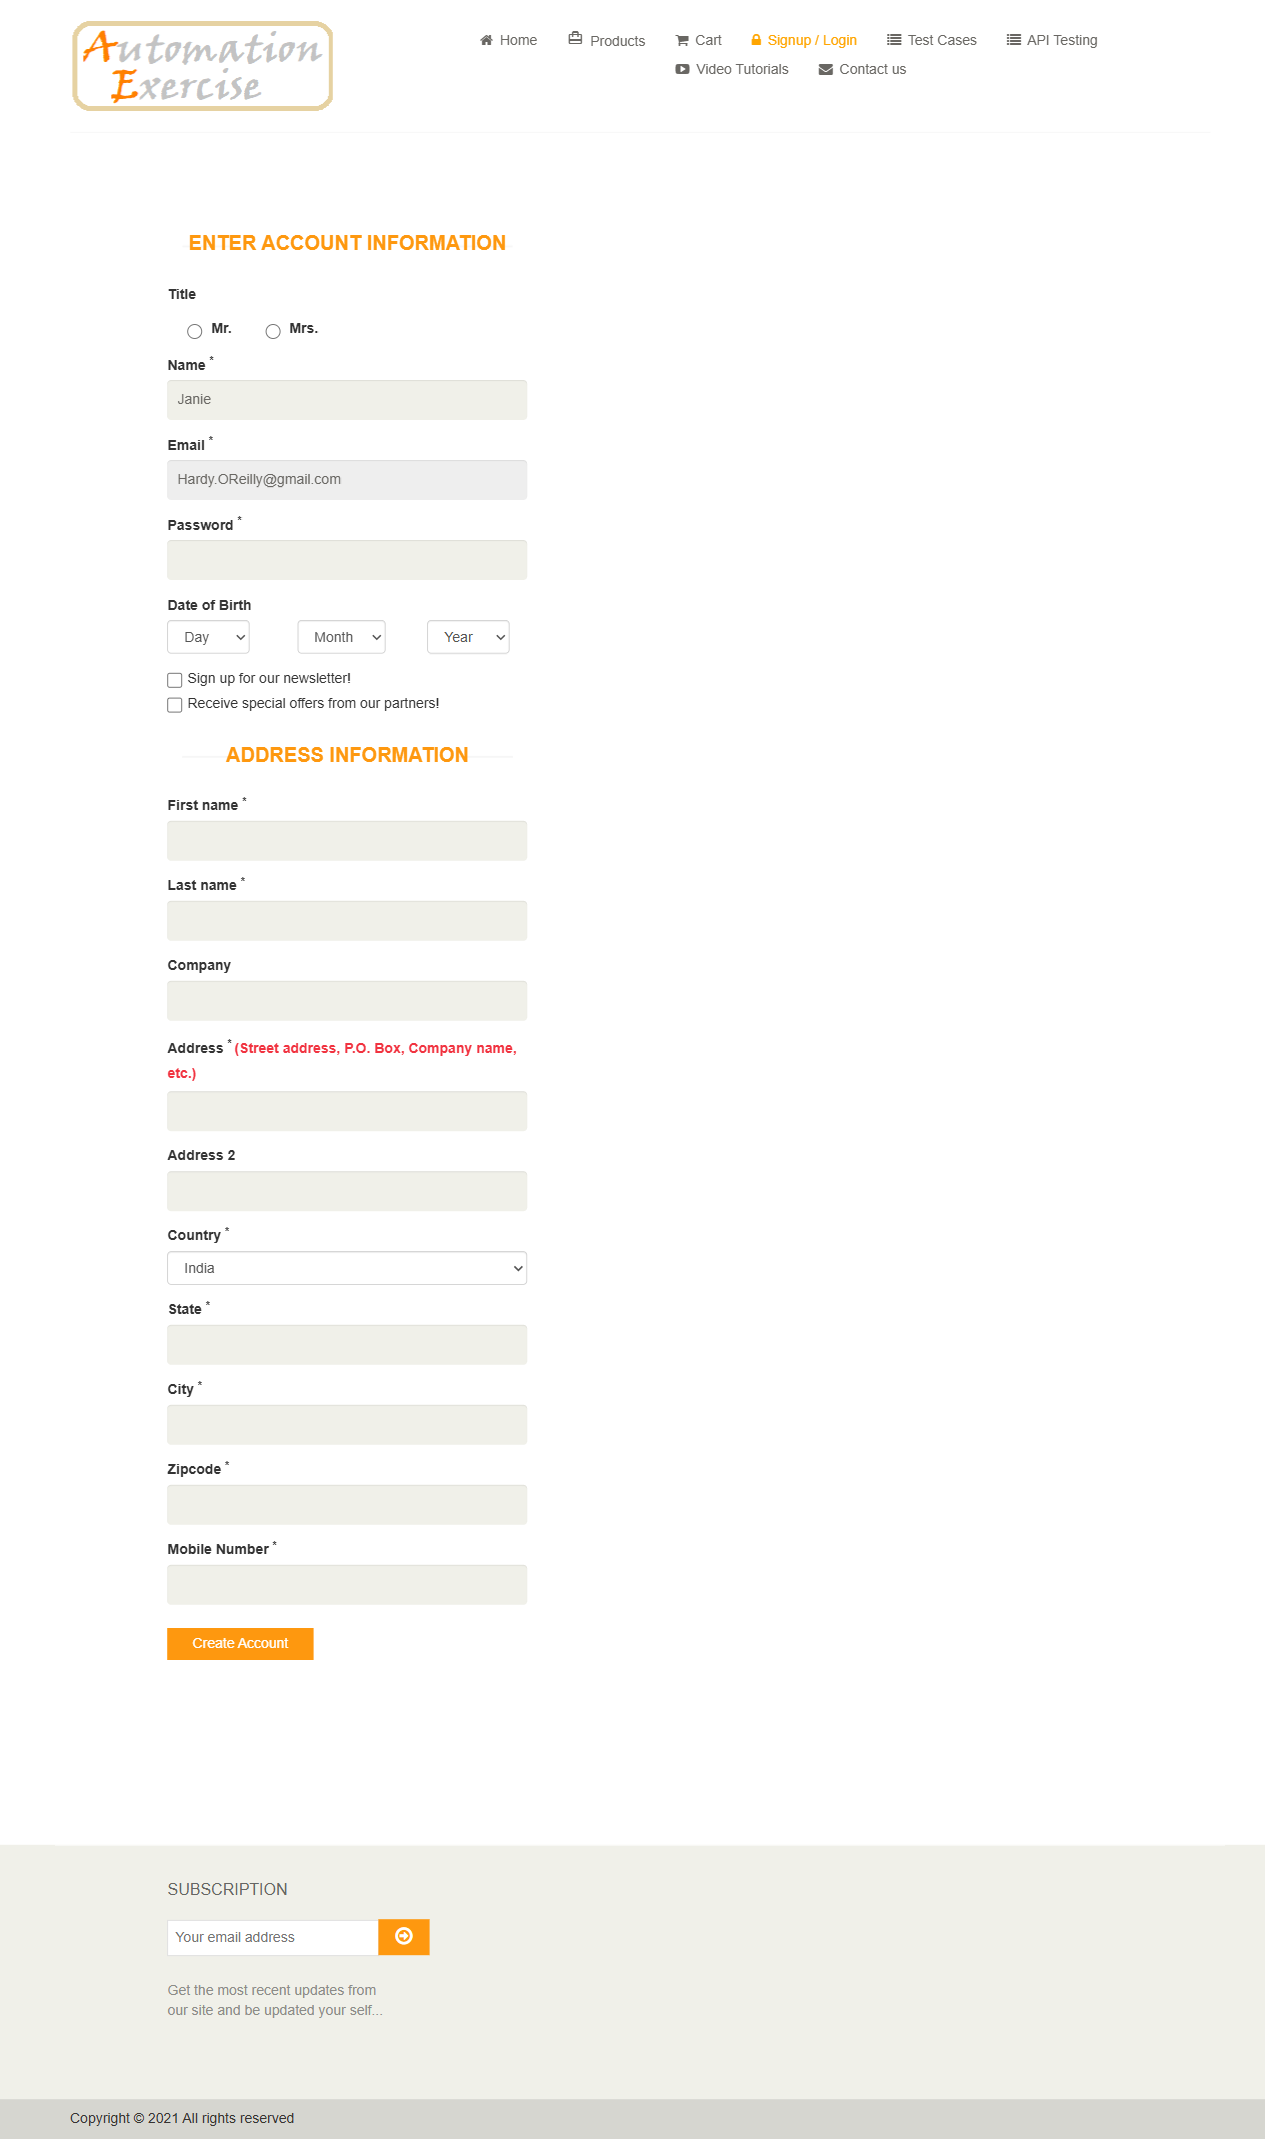 Automation
Exercise
Home
Products
Cart
Signup / Login
Test Cases
API Testing
Video Tutorials
Contact us
ENTER ACCOUNT INFORMATION
Title
Mr.
Mrs.
Name *
Janie
Email *
Hardy.OReilly@gmail.com
Password *
Date of Birth
Day
Month
Year
Sign up for our newsletter!
Receive special offers from our partners!
ADDRESS INFORMATION
First name *
Last name *
Company
Address * (Street address, P.O. Box, Company name,
etc.)
Address 2
Country *
India
State *
City *
Zipcode *
Mobile Number *
Create Account
SUBSCRIPTION
Your email address
Get the most recent updates from
our site and be updated your self...
Copyright © 2021 All rights reserved